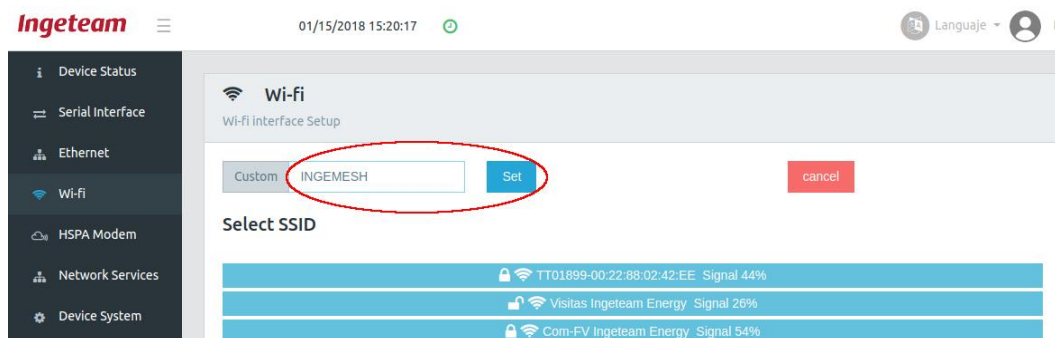 Ingeteam
01/15/2018 15:20:17
Languaje
Device Status
Serial Interface
Ethernet
Wi-fi
HSPA Modem
Network Services
Device System
Wi-fi
Wi-fi interface Setup
Custom INGEMESH Set cancel
Select SSID
TT01899-00:22:88:02:42:EE Signal 44%
Visitas Ingeteam Energy Signal 26%
Com-FV Ingeteam Energy Signal 54%